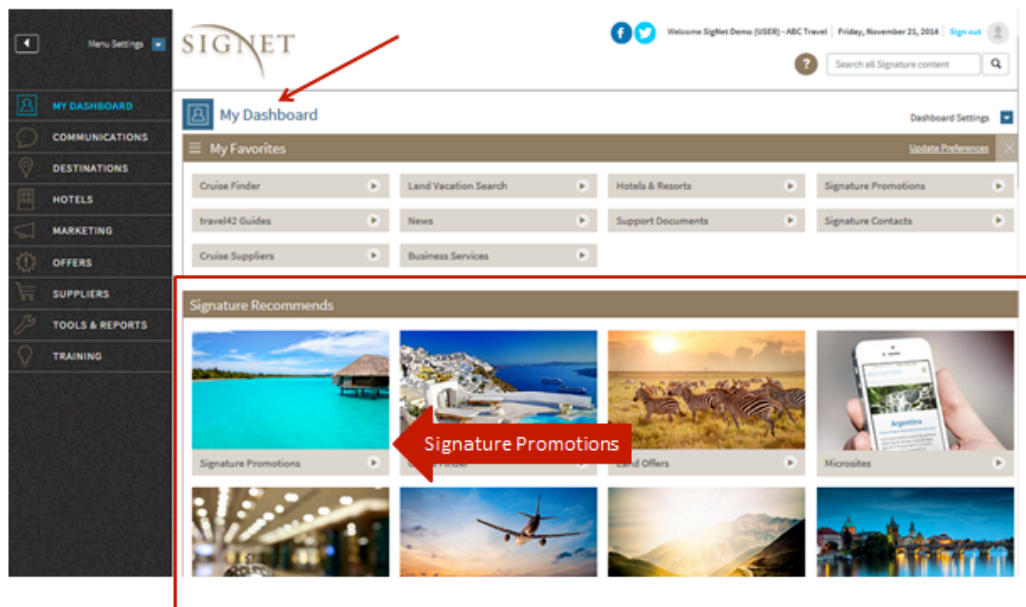 Menu Settings
SIGNET
Welcome SigNet Demo (USER) - ABC Travel | Friday, November 21, 2014 | Sign out
?
Search all Signature content
MY DASHBOARD
COMMUNICATIONS
DESTINATIONS
HOTELS
MARKETING
OFFERS
SUPPLIERS
TOOLS & REPORTS
TRAINING
My Dashboard
Dashboard Settings
My Favorites
Update Preferences
Cruise Finder
Land Vacation Search
Hotels & Resorts
Signature Promotions
travel42 Guides
News
Support Documents
Signature Contacts
Cruise Suppliers
Business Services
Signature Recommends
Argentina
Signature Promotions
Signature Promotions
Finder
Land Offers
Microsites